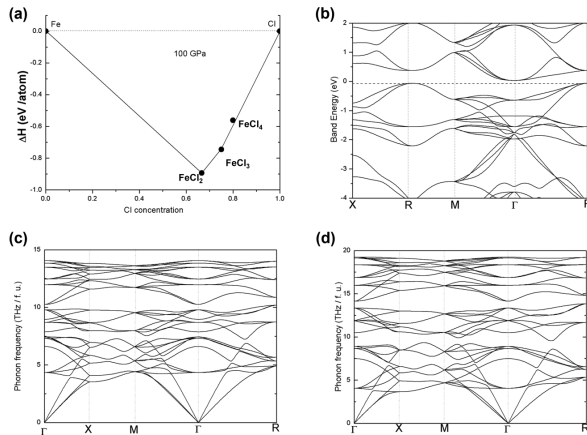 (a)
Fe
Cl
0.0
-0.2
-0.4
-0.6
-0.8
-1.0
ΔH (eV /atom)
100 GPa
FeCl4
FeCl3
FeCl2
0.0 0.2 0.4 0.6 0.8 1.0
Cl concentration
(b)
2
1
0
-1
-2
-3
-4
Band Energy (eV)
X R M Γ R
(c)
15
10
5
0
Phonon frequency (THz / f. u.)
Γ X M Γ R
(d)
20
15
10
5
0
Phonon frequency (THz / f. u.)
Γ X M Γ R